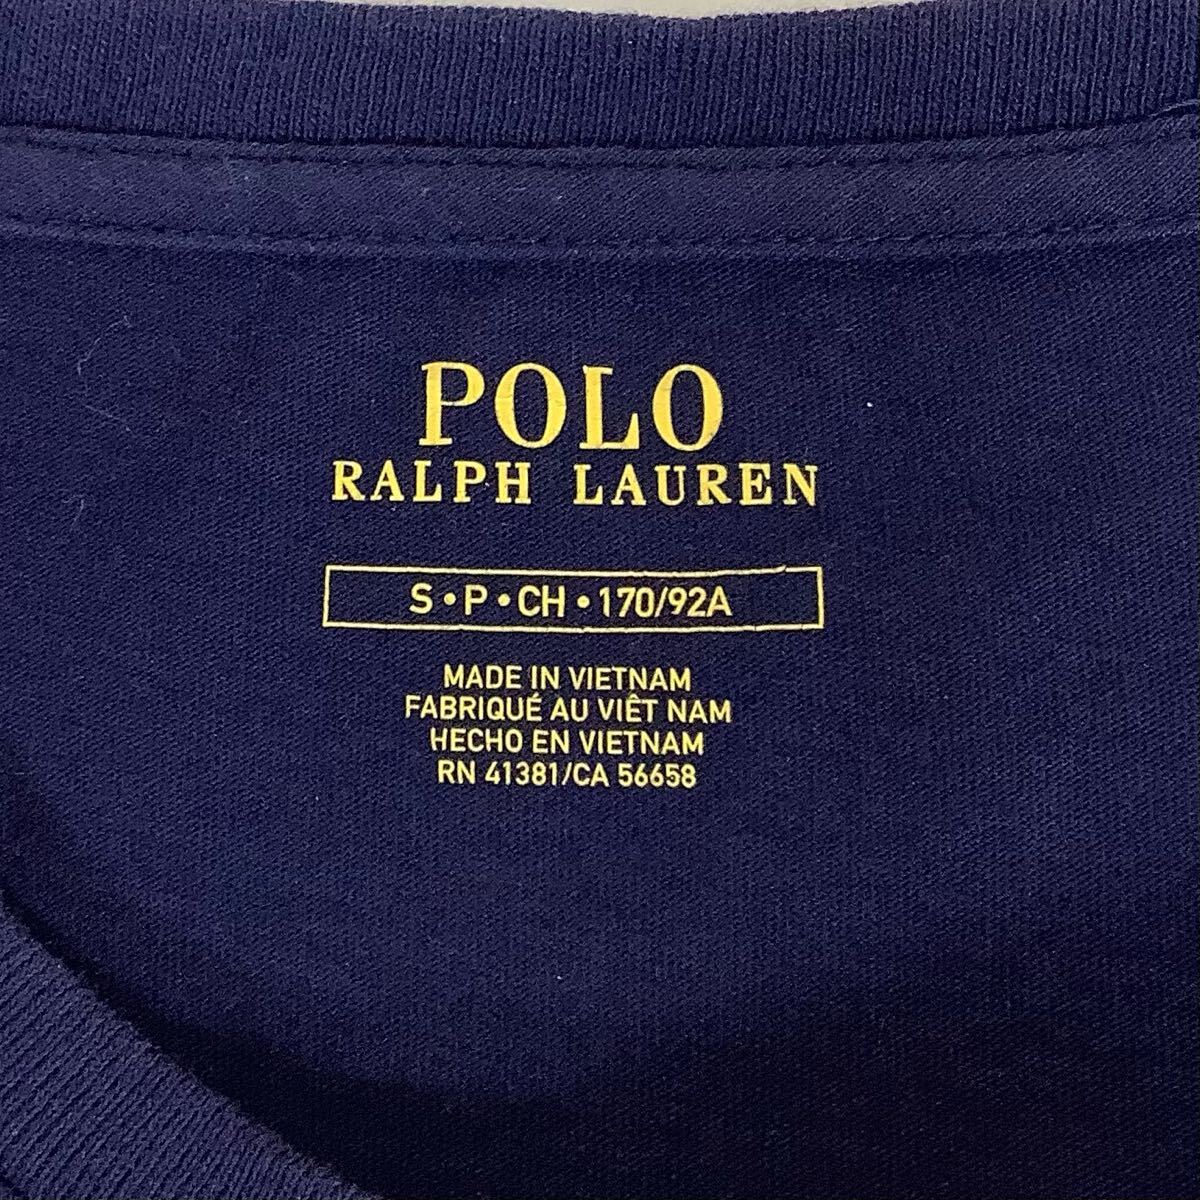 POLO
RALPH LAUREN
S • P • CH • 170/92A
MADE IN VIETNAM
FABRIQUÉ AU VIÊT NAM
HECHO EN VIETNAM
RN 41381/CA 56658